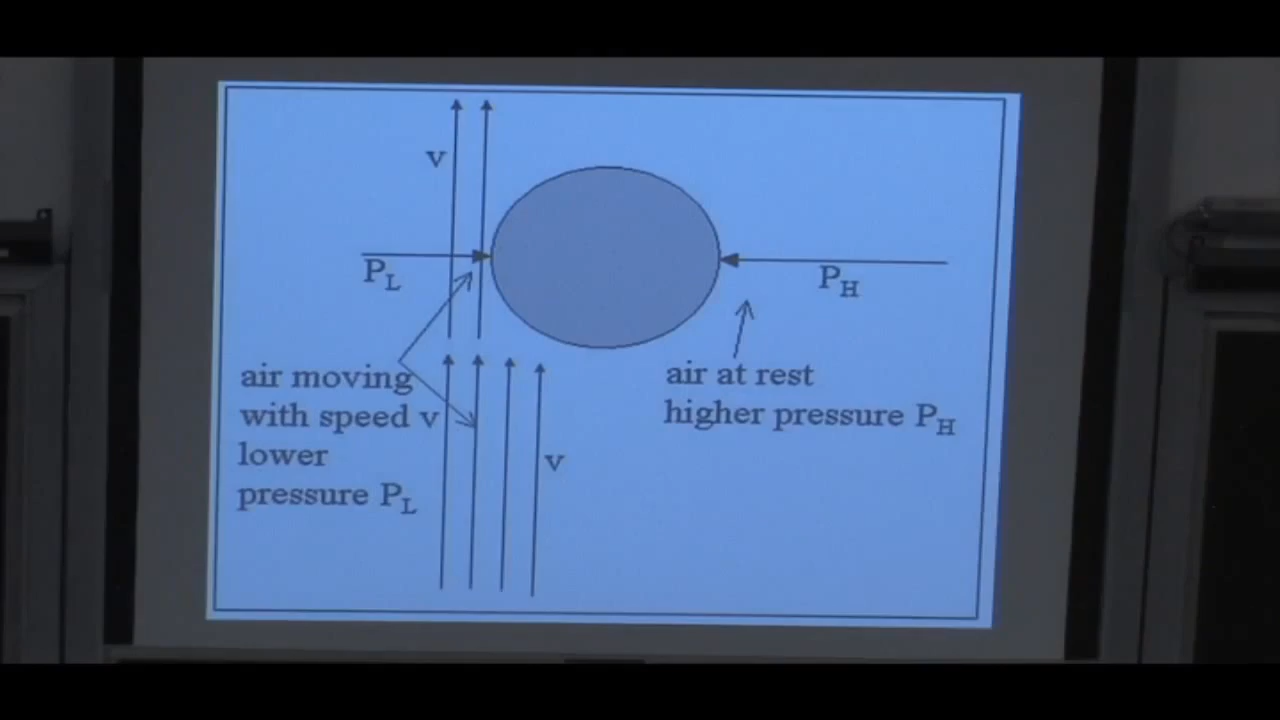 v
P_L
P_H
air moving
with speed v
lower
pressure P_L
air at rest
higher pressure P_H
v